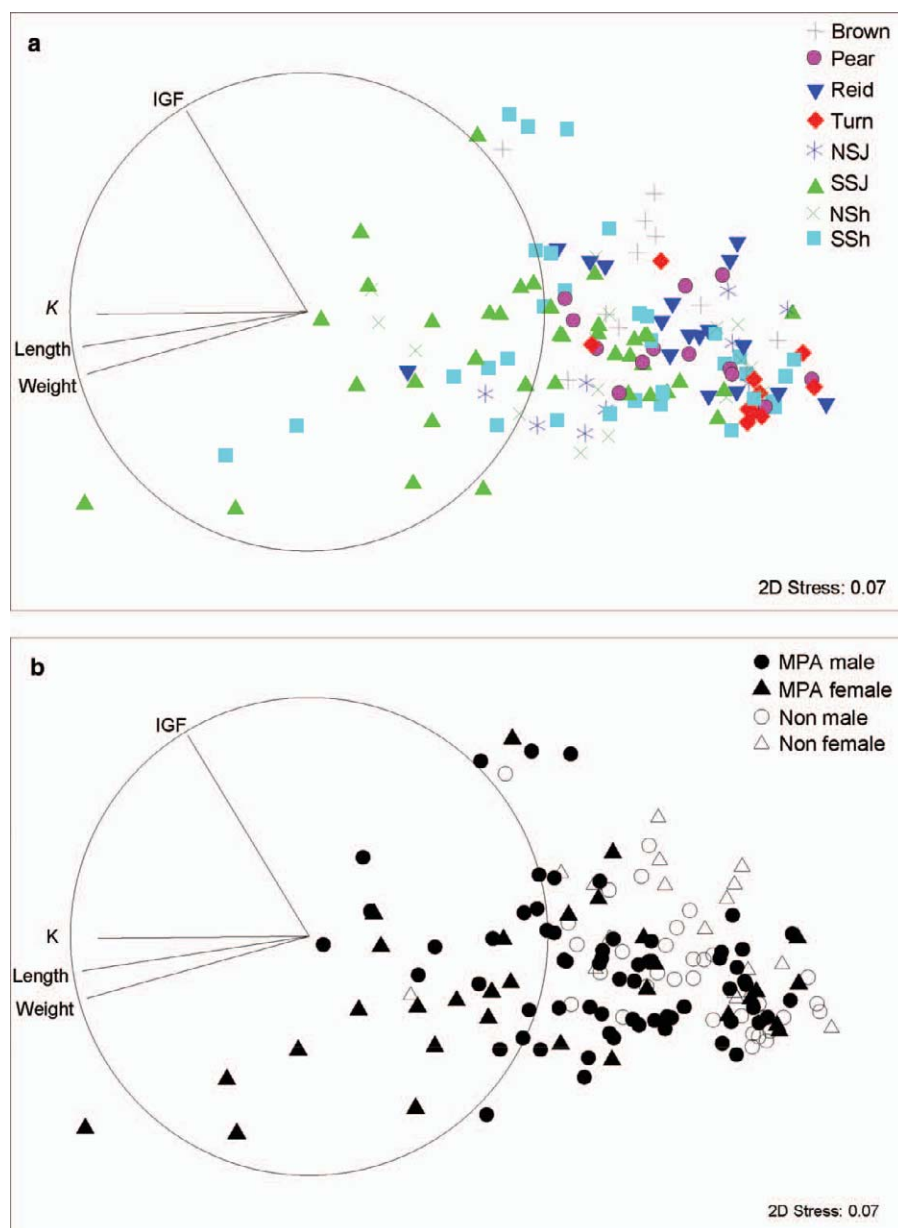 a
Brown
Pear
Reid
Turn
NSJ
SSJ
NSh
SSh
IGF
K
Length
Weight
2D Stress: 0.07
b
MPA male
MPA female
Non male
Non female
IGF
K
Length
Weight
2D Stress: 0.07